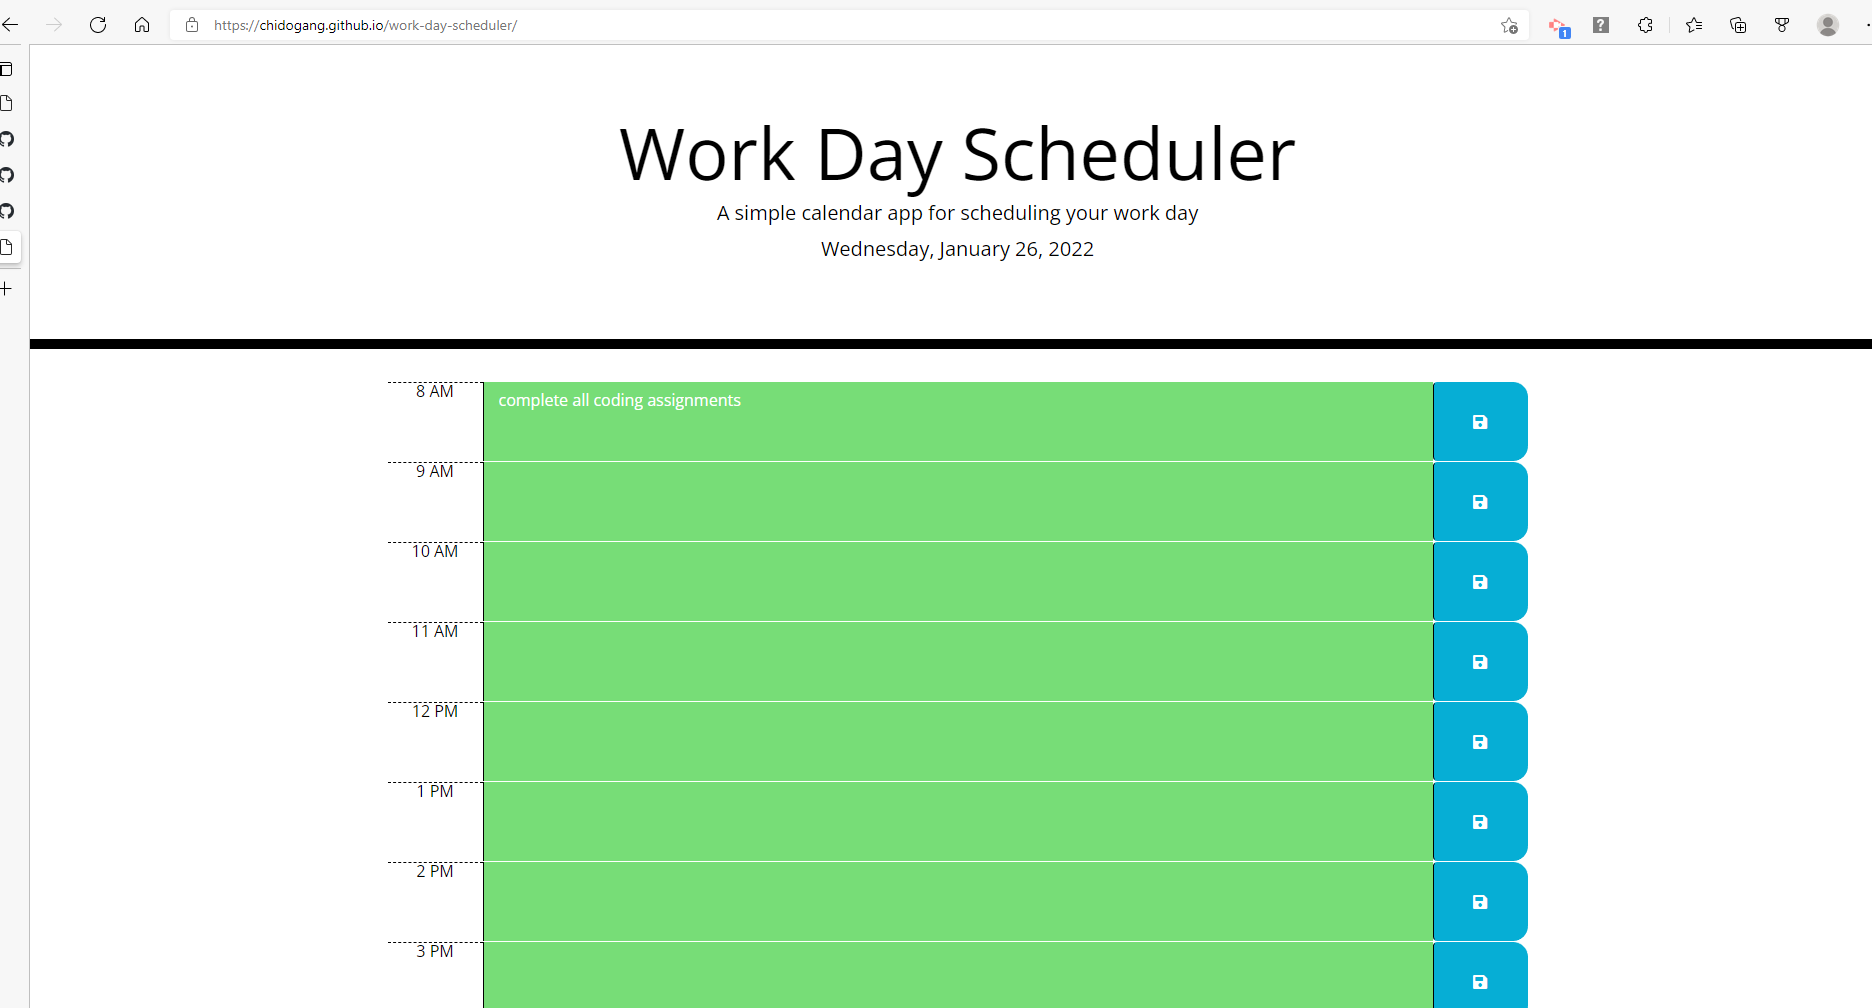 https://chidogang.github.io/work-day-scheduler/
1
Work Day Scheduler
A simple calendar app for scheduling your work day
Wednesday, January 26, 2022
8 AM
complete all coding assignments
9 AM
10 AM
11 AM
12 PM
1 PM
2 PM
3 PM